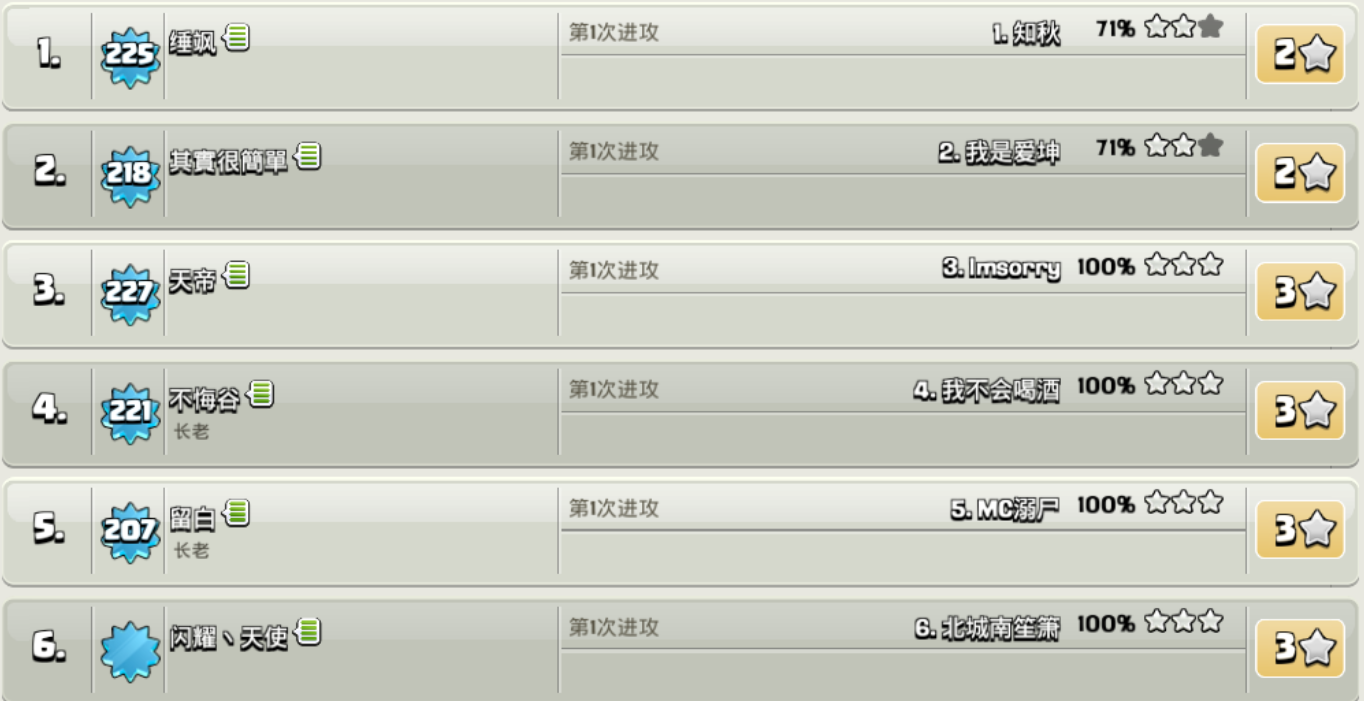 1. 225 缍飒 第1次进攻 1. 知秋 71% 2
2. 218 其實很簡單 第1次进攻 2. 我是爱坤 71% 2
3. 227 天帝 第1次进攻 3. Imsorry 100% 3
4. 221 不悔谷 第1次进攻 4. 我不会喝酒 100% 3
长老
5. 207 留白 第1次进攻 5. MC溺尸 100% 3
长老
6. 闪耀丶天使 第1次进攻 6. 北城南笙箫 100% 3